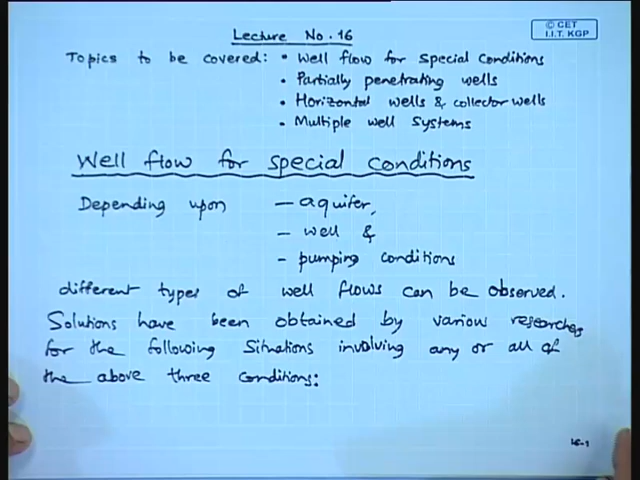 Lecture No. 16
© CET
I.I.T. KGP
Topics to be covered: • Well flow for special conditions
• Partially penetrating wells
• Horizontal wells & collector wells
• Multiple well systems
Well flow for special conditions
Depending upon — aquifer,
— well &
- pumping conditions
different types of well flows can be observed.
Solutions have been obtained by various researchers
for the following situations involving any or all of
the above three conditions:
16-1